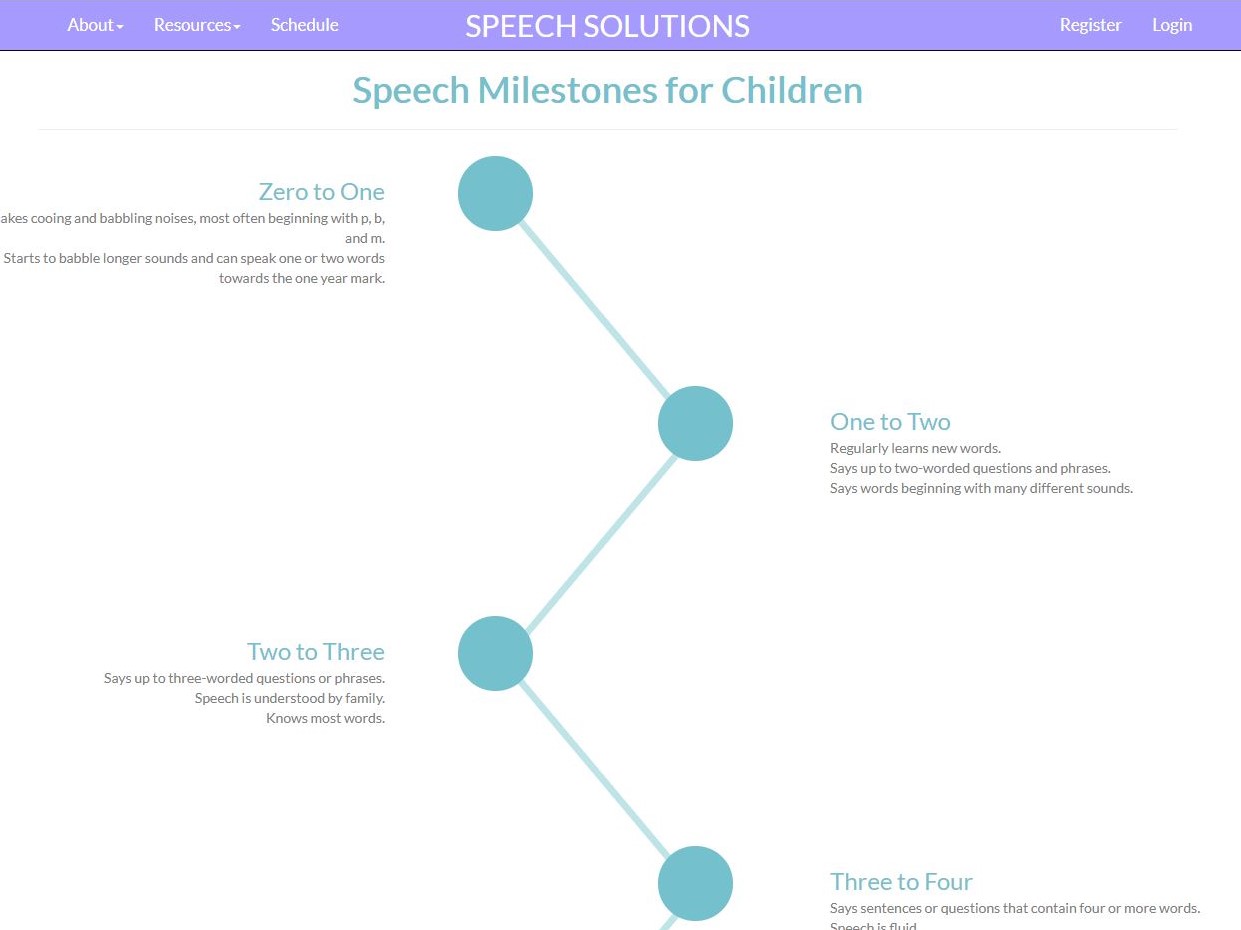 About Resources Schedule SPEECH SOLUTIONS Register Login
Speech Milestones for Children
Zero to One
cooing and babbling noises, most often beginning with p, b,
and m.
Starts to babble longer sounds and can speak one or two words
towards the one year mark.
One to Two
Regularly learns new words.
Says up to two-worded questions and phrases.
Says words beginning with many different sounds.
Two to Three
Says up to three-worded questions or phrases.
Speech is understood by family.
Knows most words.
Three to Four
Says sentences or questions that contain four or more words.
Speech is fluid.